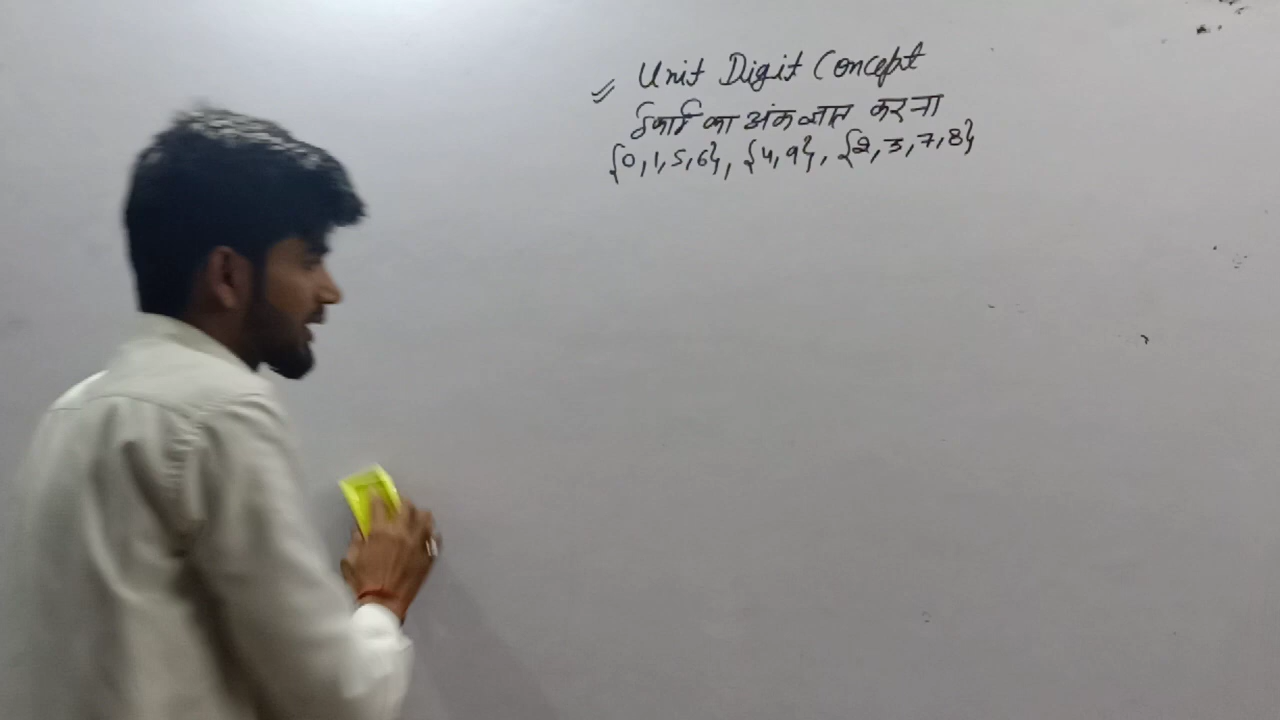 Unit Digit Concept
इकाई का अंक ज्ञात करना
{0,1,5,6}, {4,9}, {2,3,7,8}